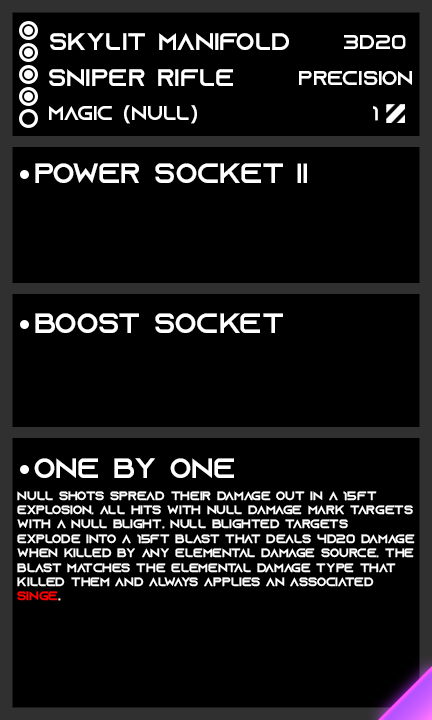 SKYLIT MANIFOLD 3D20
SNIPER RIFLE PRECISION
MAGIC (NULL) 1
•POWER SOCKET II
•BOOST SOCKET
•ONE BY ONE
NULL SHOTS SPREAD THEIR DAMAGE OUT IN A 15FT
EXPLOSION. ALL HITS WITH NULL DAMAGE MARK TARGETS
WITH A NULL BLIGHT. NULL BLIGHTED TARGETS
EXPLODE INTO A 15FT BLAST THAT DEALS 4D20 DAMAGE
WHEN KILLED BY ANY ELEMENTAL DAMAGE SOURCE. THE
BLAST MATCHES THE ELEMENTAL DAMAGE TYPE THAT
KILLED THEM AND ALWAYS APPLIES AN ASSOCIATED
SINGE.